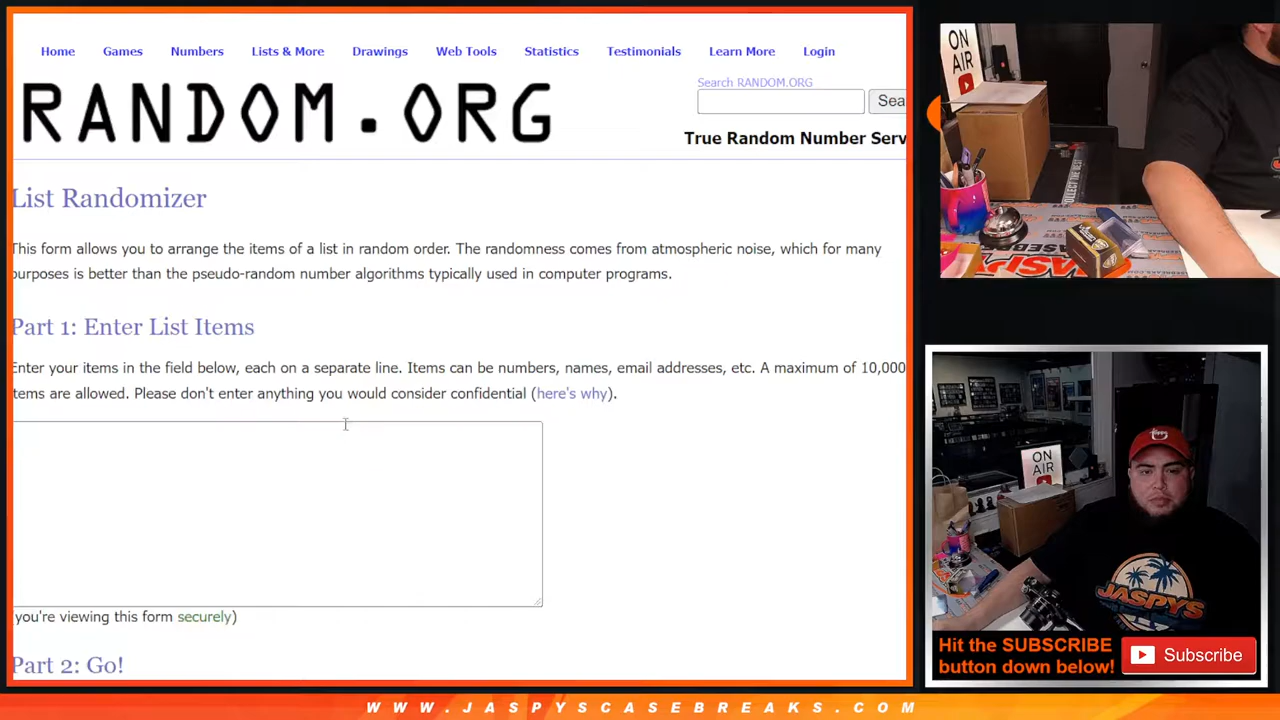 Home Games Numbers Lists & More Drawings Web Tools Statistics Testimonials Learn More Login
RANDOM.ORG
Search RANDOM.ORG
Sea
True Random Number Serv
List Randomizer
This form allows you to arrange the items of a list in random order. The randomness comes from atmospheric noise, which for many
purposes is better than the pseudo-random number algorithms typically used in computer programs.
Part 1: Enter List Items
Enter your items in the field below, each on a separate line. Items can be numbers, names, email addresses, etc. A maximum of 10,000
items are allowed. Please don't enter anything you would consider confidential (here's why).
you're viewing this form securely)
Part 2: Go!
ON
AIR
COLLECT THE BEST
JASPYS
ON
AIR
JASPYS
Hit the SUBSCRIBE
button down below!
Subscribe
WWW.JASPYSCASEBREAKS.COM